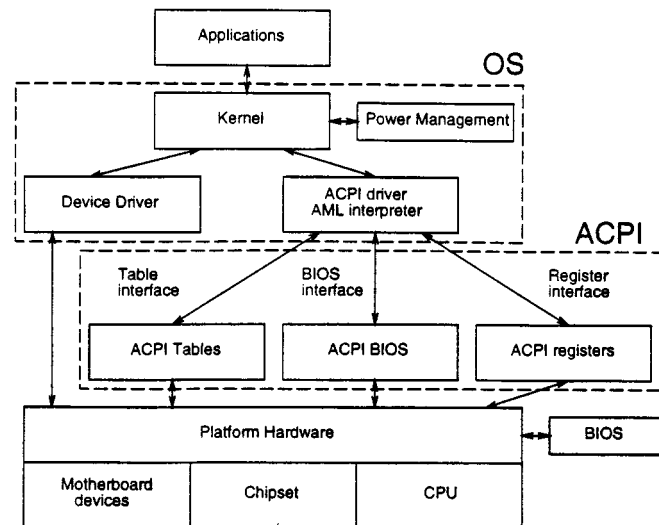 Applications
OS
Kernel
Power Management
Device Driver
ACPI driver
AML interpreter
ACPI
Table
interface
BIOS
interface
Register
interface
ACPI Tables
ACPI BIOS
ACPI registers
Platform Hardware
BIOS
Motherboard
devices
Chipset
CPU